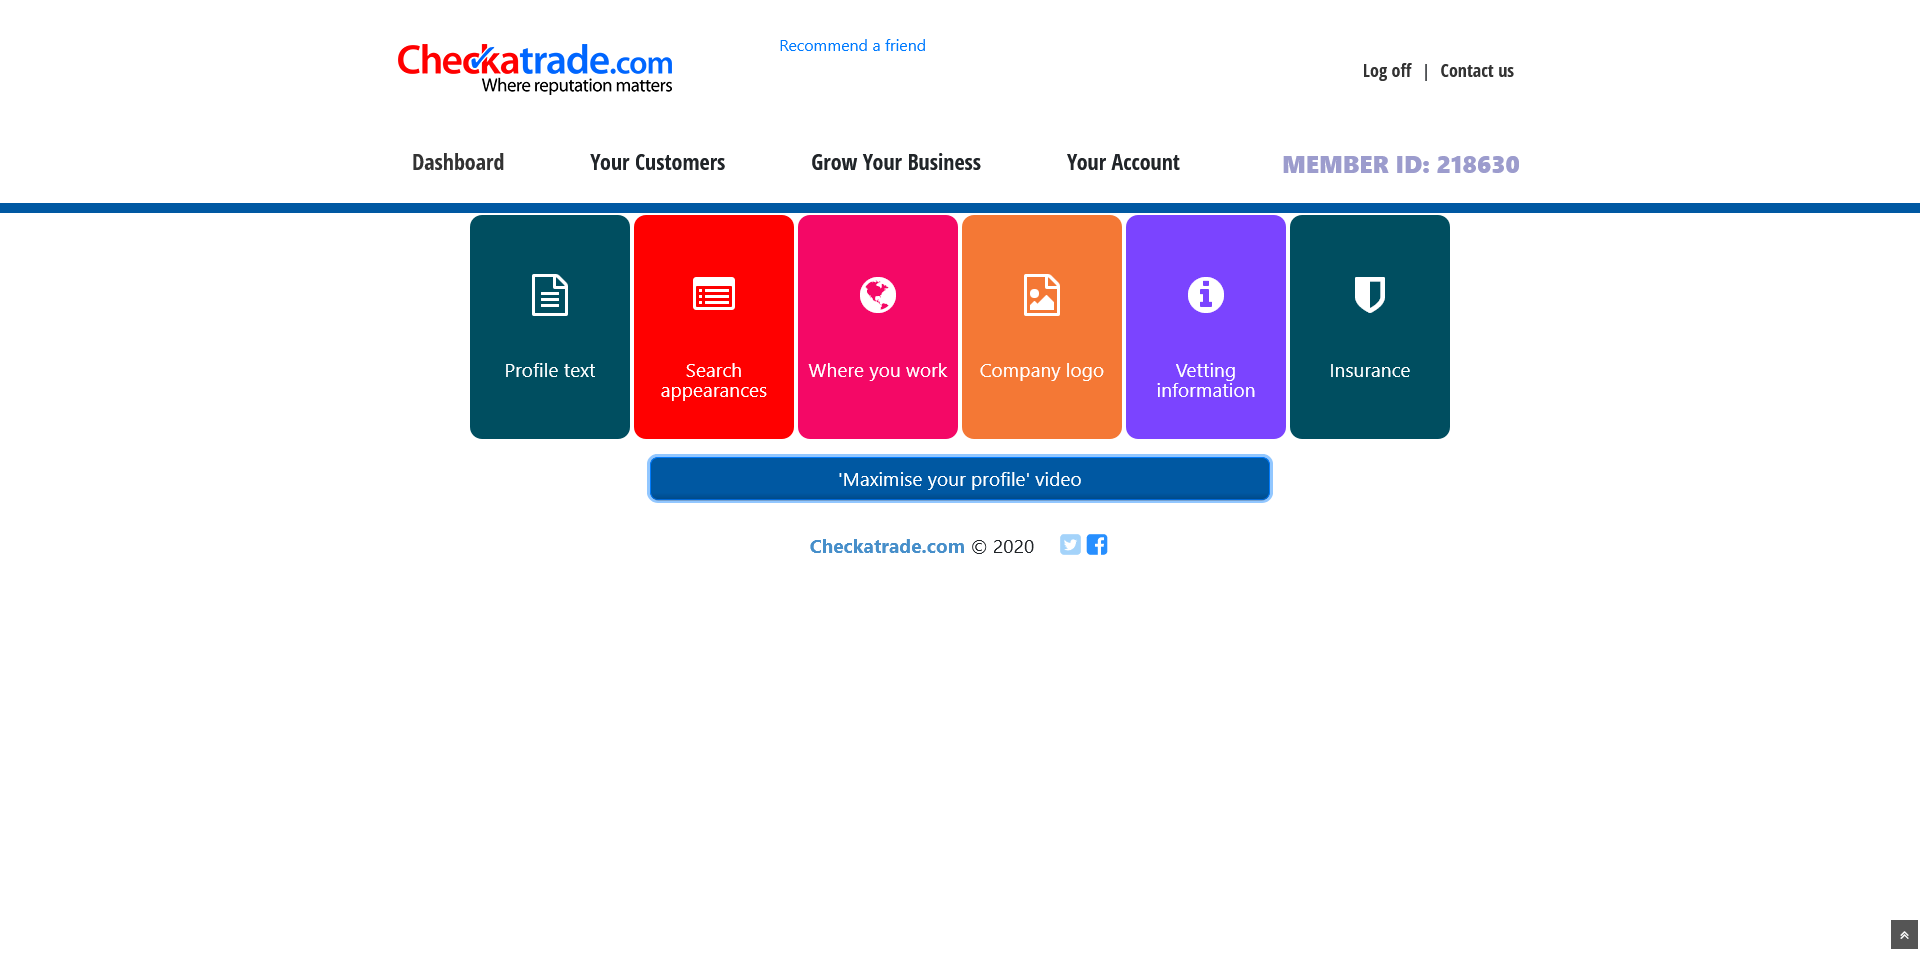 Checkatrade.com
Where reputation matters
Recommend a friend
Log off | Contact us
Dashboard
Your Customers
Grow Your Business
Your Account
MEMBER ID: 218630
Profile text
Search
appearances
Where you work
Company logo
Vetting
information
Insurance
'Maximise your profile' video
Checkatrade.com © 2020